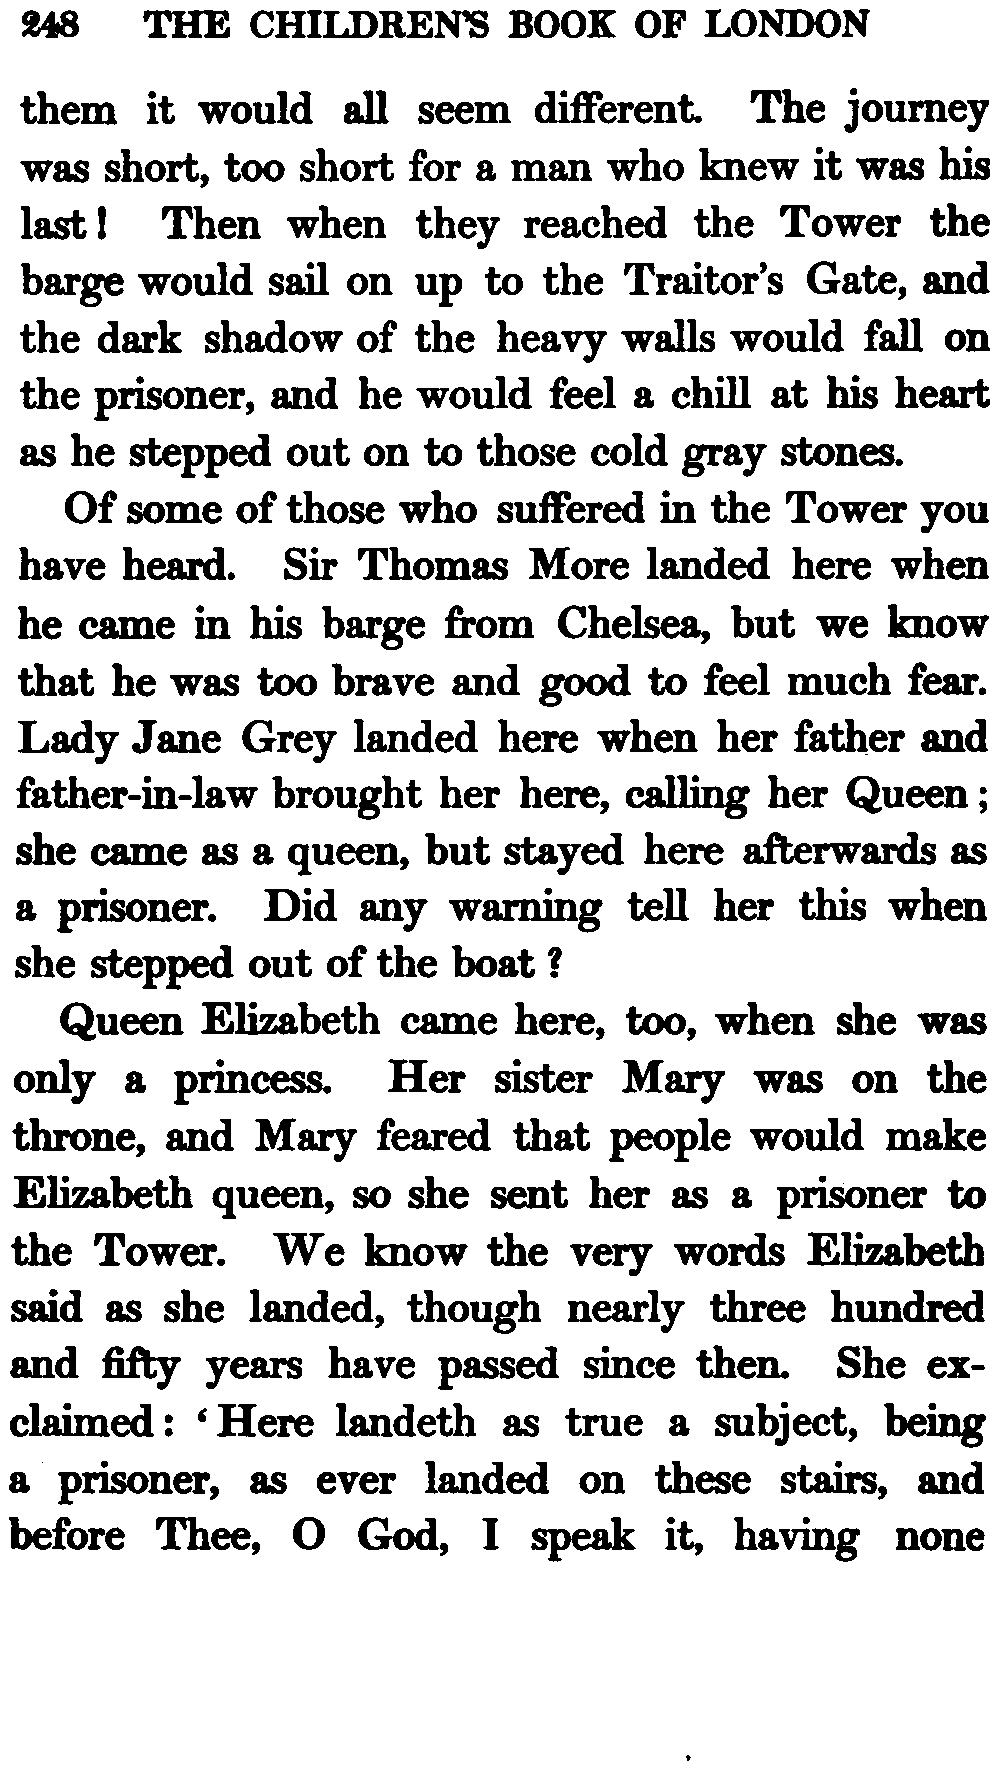 248 THE CHILDREN'S BOOK OF LONDON
them it would all seem different. The journey
was short, too short for a man who knew it was his
last! Then when they reached the Tower the
barge would sail on up to the Traitor's Gate, and
the dark shadow of the heavy walls would fall on
the prisoner, and he would feel a chill at his heart
as he stepped out on to those cold gray stones.
Of some of those who suffered in the Tower you
have heard. Sir Thomas More landed here when
he came in his barge from Chelsea, but we know
that he was too brave and good to feel much fear.
Lady Jane Grey landed here when her father and
father-in-law brought her here, calling her Queen;
she came as a queen, but stayed here afterwards as
a prisoner. Did any warning tell her this when
she stepped out of the boat?
Queen Elizabeth came here, too, when she was
only a princess. Her sister Mary was on the
throne, and Mary feared that people would make
Elizabeth queen, so she sent her as a prisoner to
the Tower. We know the very words Elizabeth
said as she landed, though nearly three hundred
and fifty years have passed since then. She ex-
claimed: ‘Here landeth as true a subject, being
a prisoner, as ever landed on these stairs, and
before Thee, O God, I speak it, having none